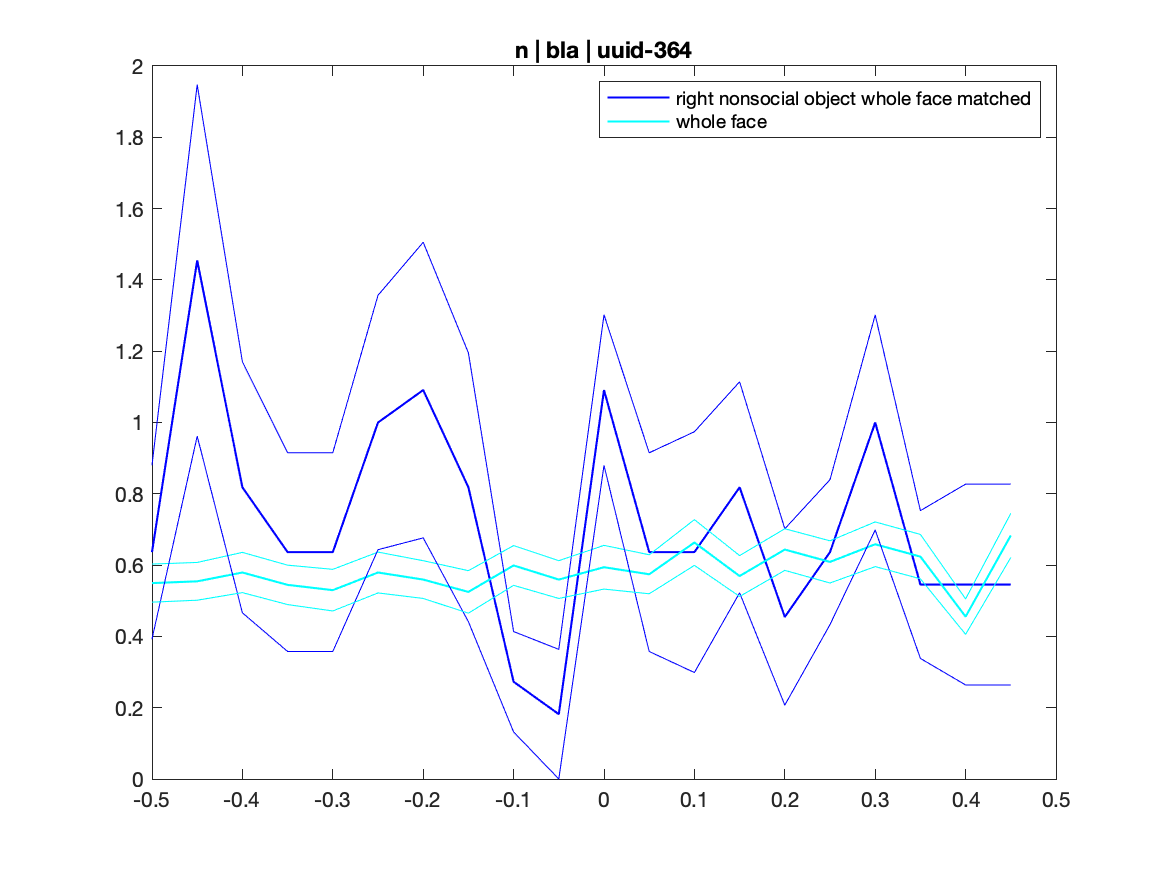 n | bla | uuid-364
right nonsocial object whole face matched
whole face
2
1.8
1.6
1.4
1.2
1
0.8
0.6
0.4
0.2
0
-0.5 -0.4 -0.3 -0.2 -0.1 0 0.1 0.2 0.3 0.4 0.5